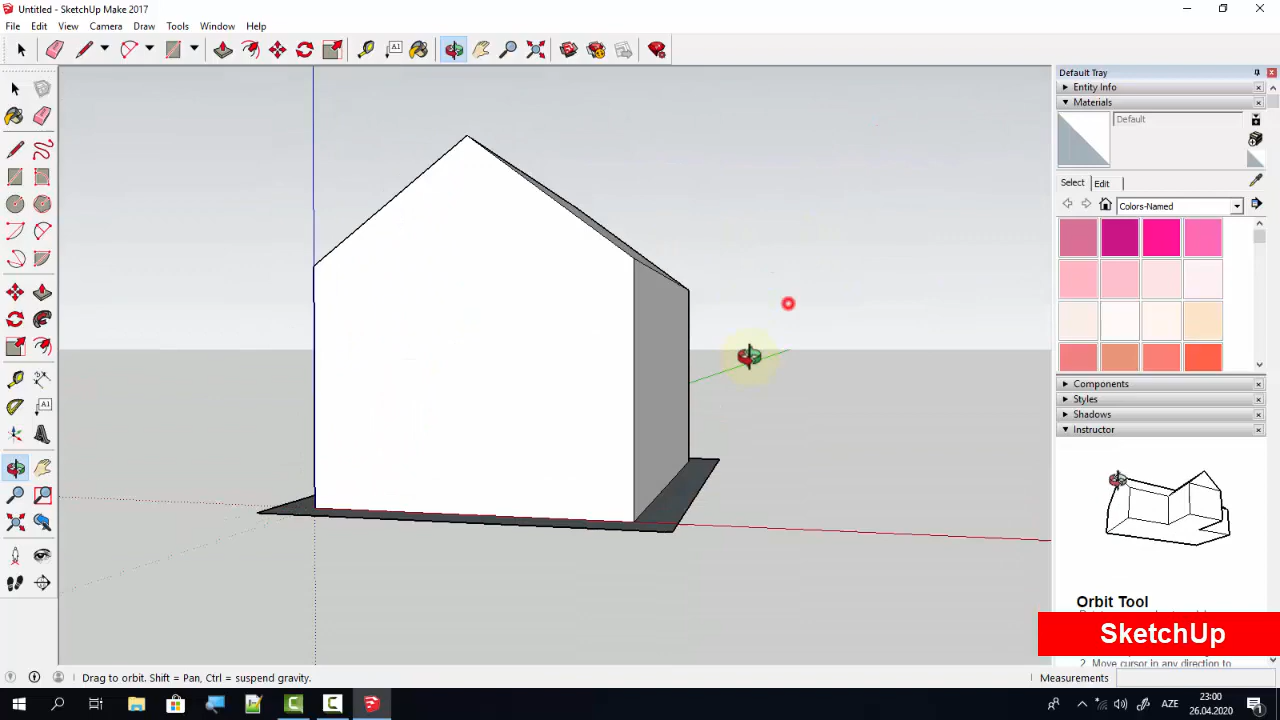 Untitled - SketchUp Make 2017
File Edit View Camera Draw Tools Window Help
A1
Default Tray
Entity Info
Materials
Default
Select Edit
Colors-Named
A1
Components
Styles
Shadows
Instructor
Orbit Tool
SketchUp
2. Move cursor in any direction to
Drag to orbit. Shift = Pan, Ctrl = suspend gravity.
Measurements
AZE
23:00
26.04.2020